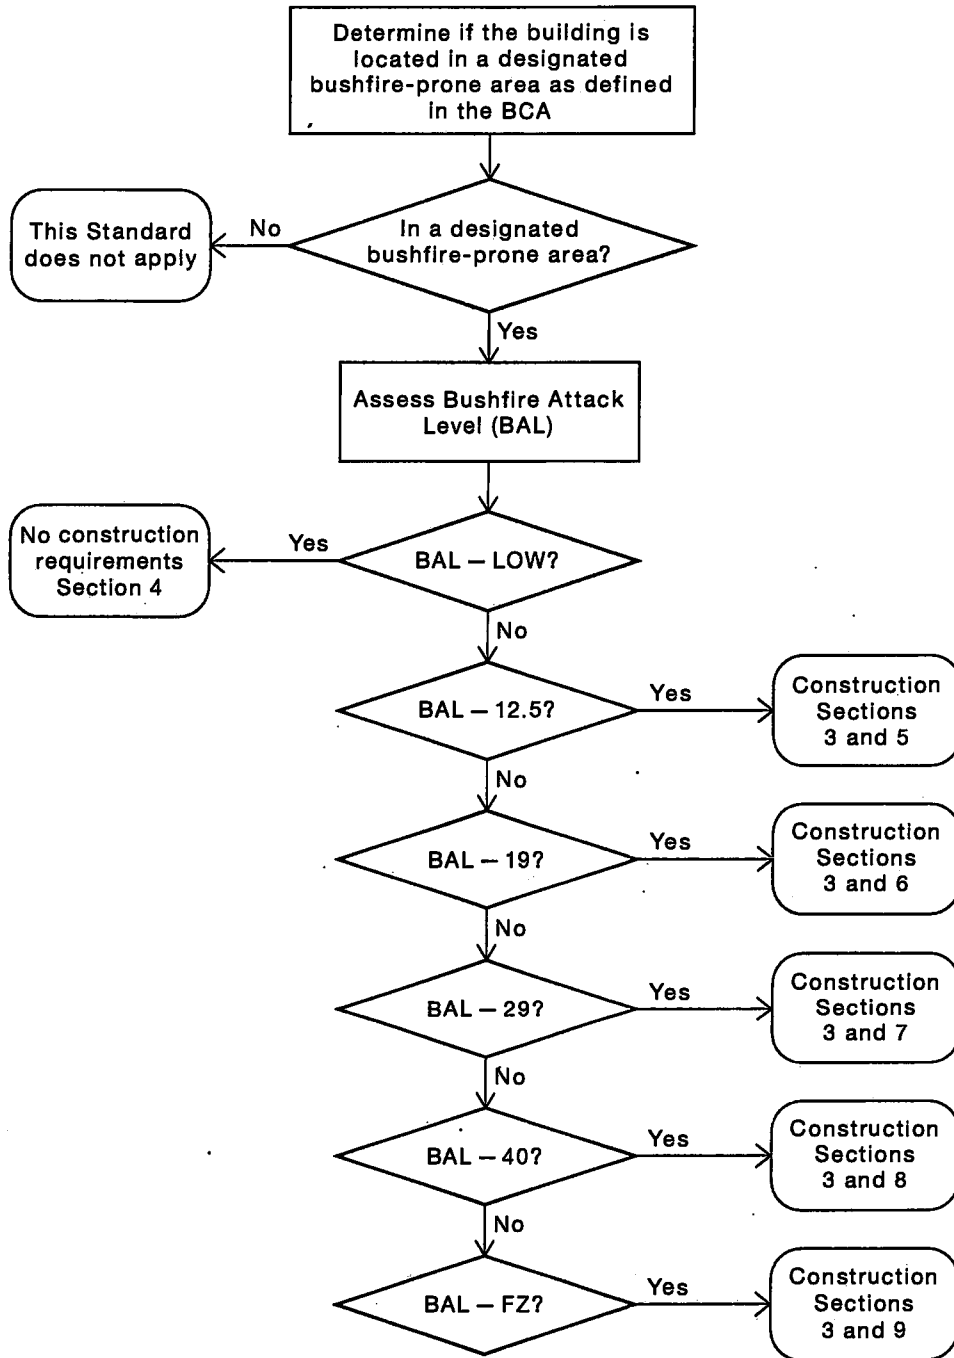 Determine if the building is
located in a designated
bushfire-prone area as defined
in the BCA
In a designated
bushfire-prone area?
No
This Standard
does not apply
Yes
Assess Bushfire Attack
Level (BAL)
BAL – LOW?
Yes
No construction
requirements
Section 4
No
BAL – 12.5?
Yes
Construction
Sections
3 and 5
No
BAL – 19?
Yes
Construction
Sections
3 and 6
No
BAL – 29?
Yes
Construction
Sections
3 and 7
No
BAL – 40?
Yes
Construction
Sections
3 and 8
No
BAL – FZ?
Yes
Construction
Sections
3 and 9